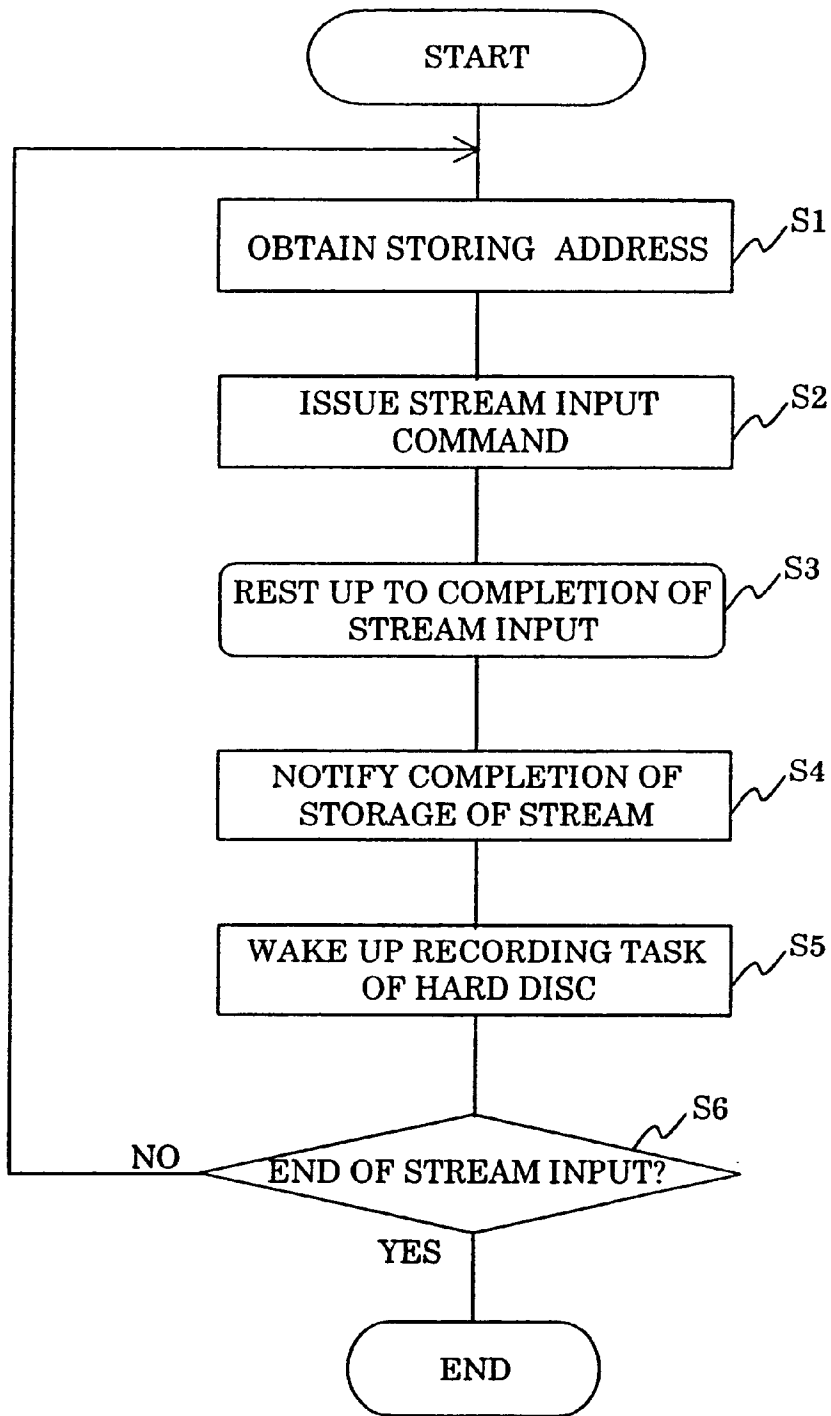 START
OBTAIN STORING ADDRESS
S1
ISSUE STREAM INPUT
COMMAND
S2
REST UP TO COMPLETION OF
STREAM INPUT
S3
NOTIFY COMPLETION OF
STORAGE OF STREAM
S4
WAKE UP RECORDING TASK
OF HARD DISC
S5
S6
NO
END OF STREAM INPUT?
YES
END